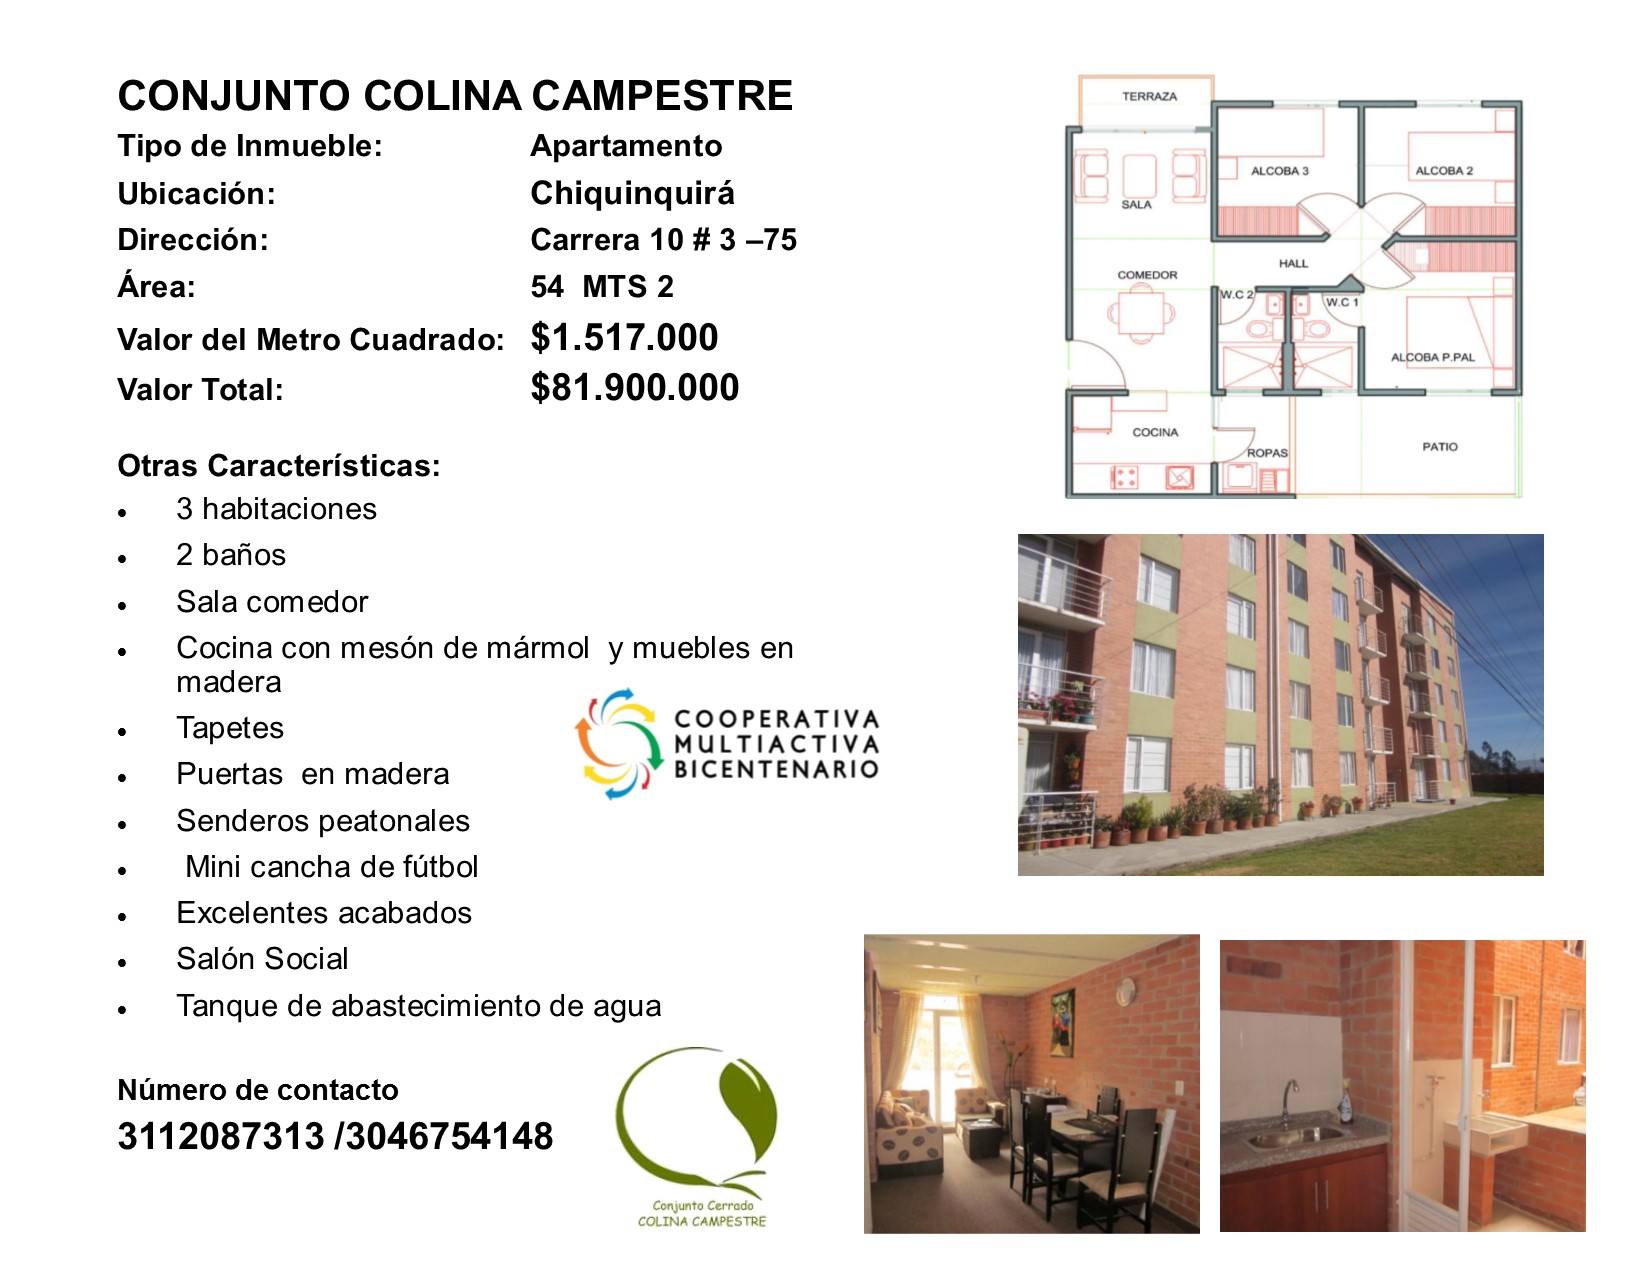 CONJUNTO COLINA CAMPESTRE
Tipo de Inmueble: Apartamento
Ubicación: Chiquinquirá
Dirección: Carrera 10 # 3 –75
Área: 54 MTS 2
Valor del Metro Cuadrado: $1.517.000
Valor Total: $81.900.000
Otras Características:
• 3 habitaciones
• 2 baños
• Sala comedor
• Cocina con mesón de mármol y muebles en
madera
• Tapetes
• Puertas en madera
• Senderos peatonales
• Mini cancha de fútbol
• Excelentes acabados
• Salón Social
• Tanque de abastecimiento de agua
COOPERATIVA
MULTIACTIVA
BICENTENARIO
Número de contacto
3112087313 /3046754148
Conjunto Cerrado
COLINA CAMPESTRE
TERRAZA
ALCOBA 3
ALCOBA 2
SALA
HALL
COMEDOR
W.C 2
W.C 1
ALCOBA P.PAL
COCINA
ROPAS
PATIO